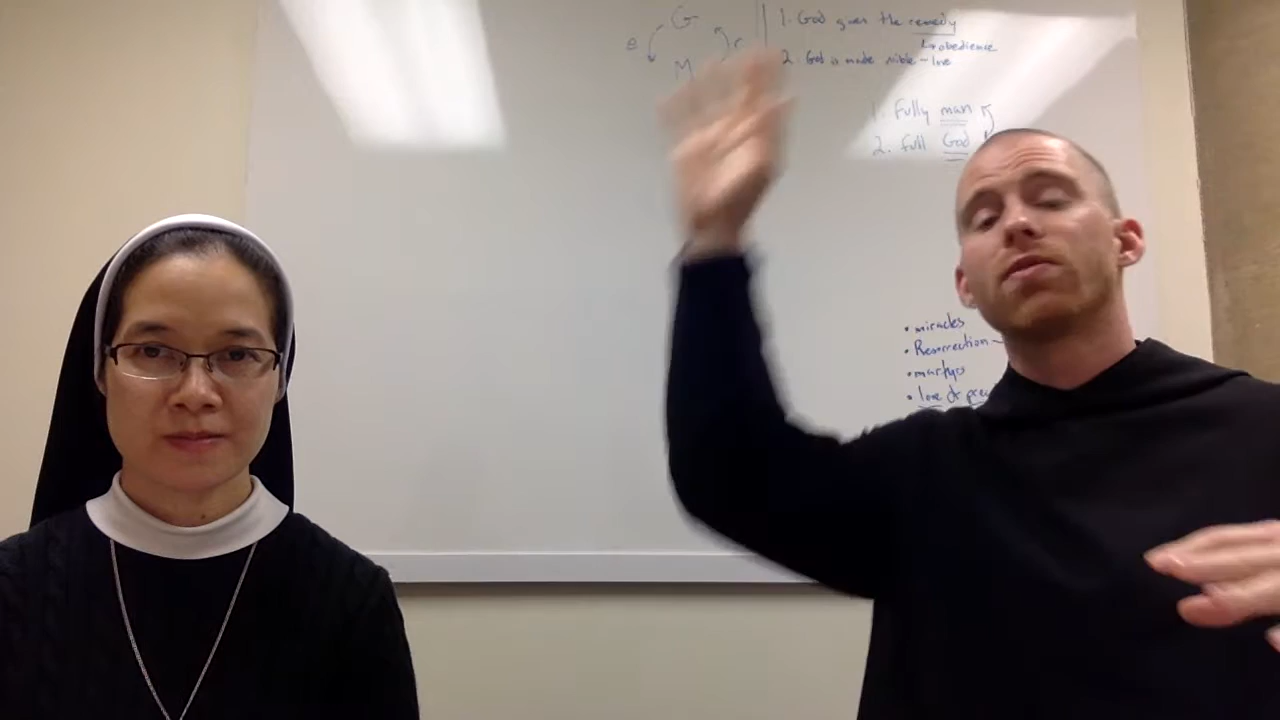 G
e
M
1. God gives the remedy
↳ obedience
2. God is made visible - love
1. Fully man
2. full God
• miracles
• Resurrection -
• martyrs
• love &